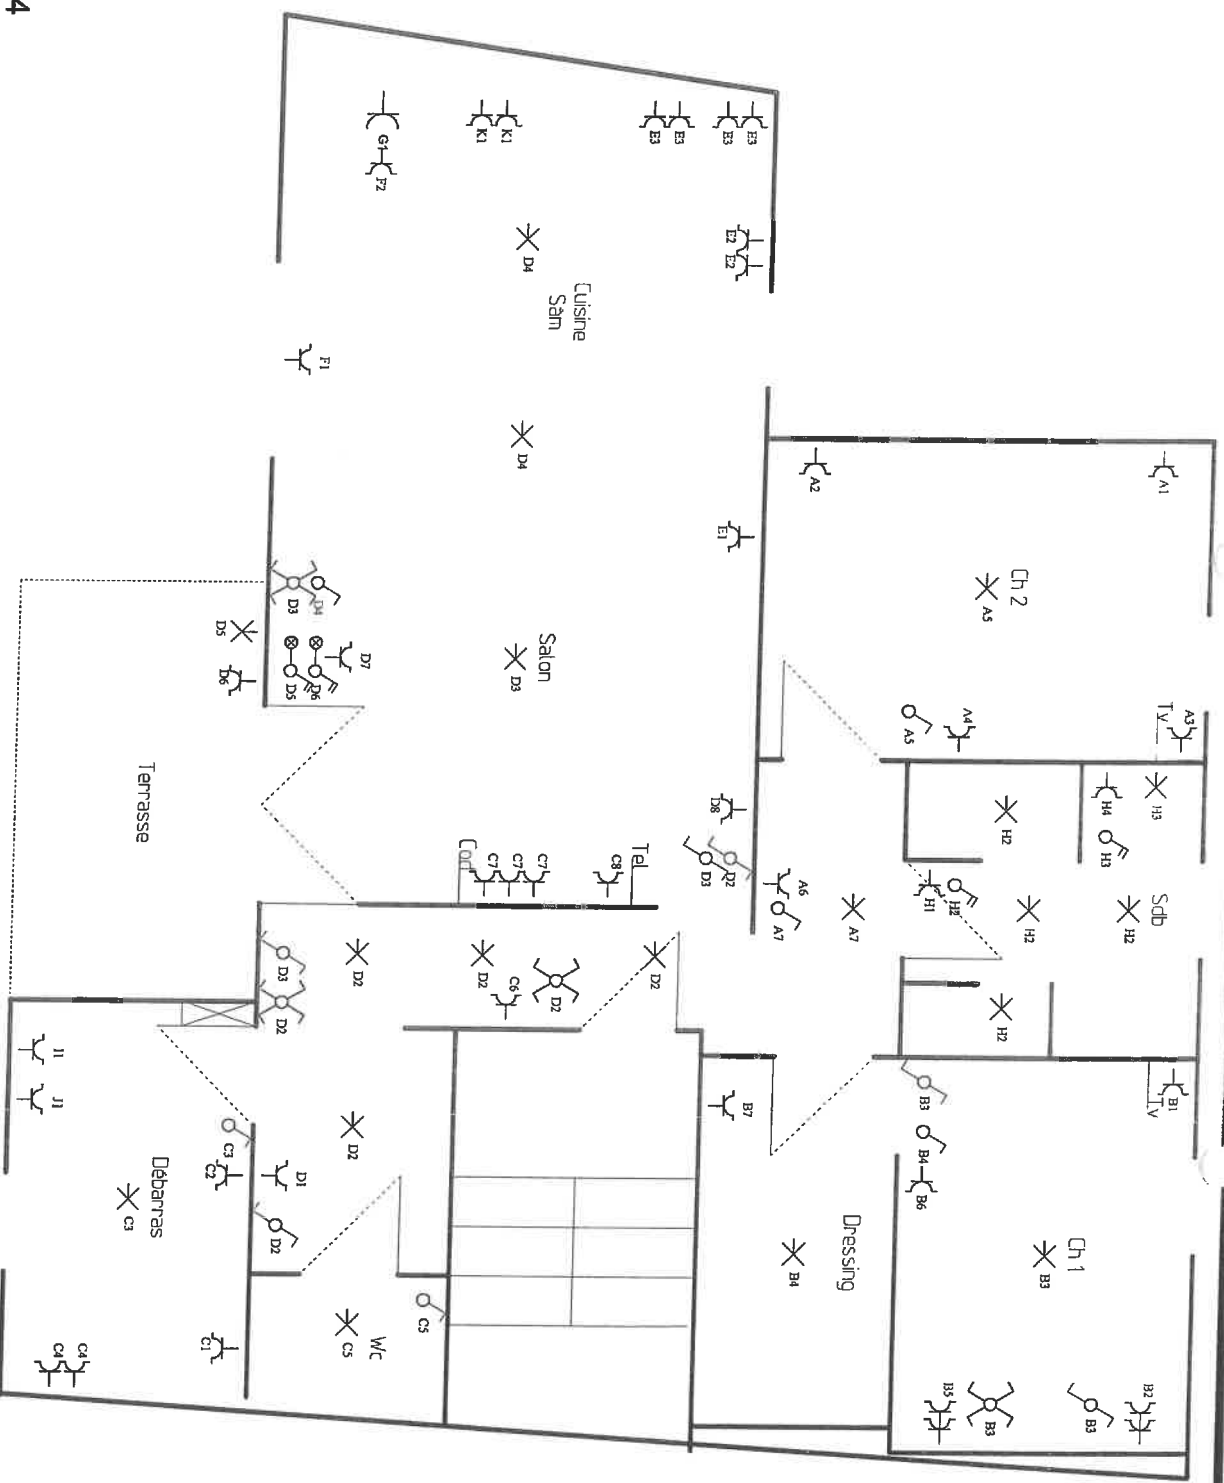 4
E3
E3
E3
E3
K1
K1
G1
F2
E2
E2
D4
Cuisine
Sàm
F1
D4
A1
A2
E1
Ch 2
A5
D3
D4
D5
D6
D5
D6
D7
Salon
D3
A5
A4
A3
Tv
H3
H4
H3
H2
Terrasse
D8
D3
D2
A6
A7
A7
H1
H2
H2
H2
Sdb
Tel
C8
C7
C7
C7
Cod
D3
D2
D2
D2
C6
D2
D2
H2
I1
J1
B7
B3
B4
B6
B1
Tv
D2
C3
C2
D1
D2
Débarras
C3
Dressing
B4
Ch 1
B3
C5
Wc
C5
C1
C4
C4
B5
B3
B3
B2